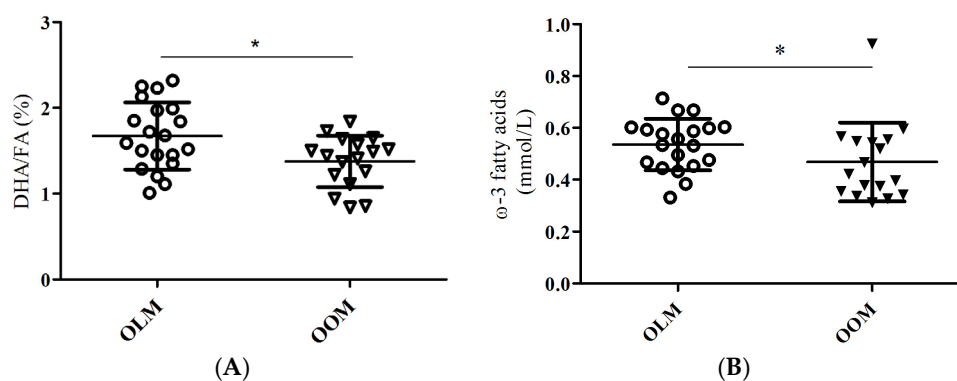 3
*
2
DHA/FA (%)
1
0
OLM
OOM
(A)
1.0
*
0.8
0.6
ω-3 fatty acids
(mmol/L)
0.4
0.2
0.0
OLM
OOM
(B)